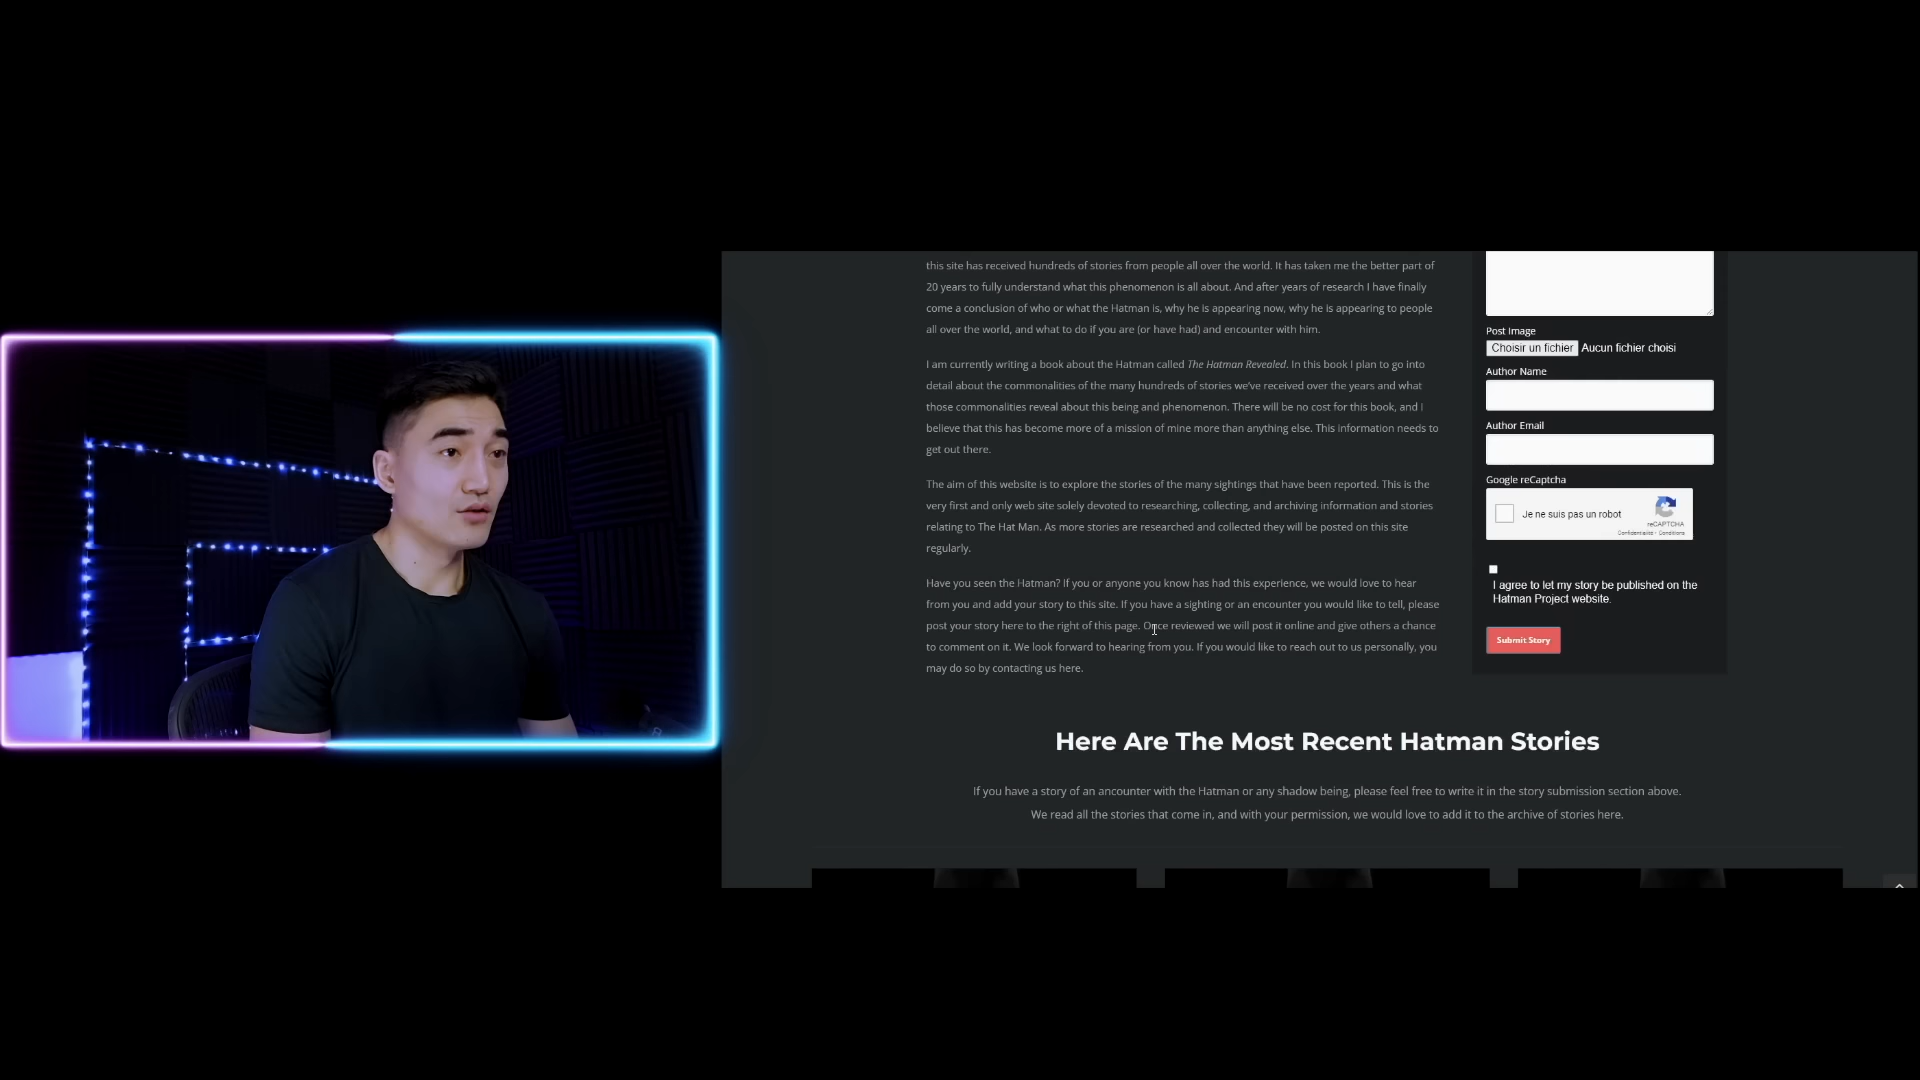 this site has received hundreds of stories from people all over the world. It has taken me the better part of
20 years to fully understand what this phenomenon is all about. And after years of research I have finally
come a conclusion of who or what the Hatman is, why he is appearing now, why he is appearing to people
all over the world, and what to do if you are (or have had) and encounter with him.
I am currently writing a book about the Hatman called The Hatman Revealed. In this book I plan to go into
detail about the commonalities of the many hundreds of stories we've received over the years and what
those commonalities reveal about this being and phenomenon. There will be no cost for this book, and I
believe that this has become more of a mission of mine more than anything else. This information needs to
get out there.
The aim of this website is to explore the stories of the many sightings that have been reported. This is the
very first and only web site solely devoted to researching, collecting, and archiving information and stories
relating to The Hat Man. As more stories are researched and collected they will be posted on this site
regularly.
Have you seen the Hatman? If you or anyone you know has had this experience, we would love to hear
from you and add your story to this site. If you have a sighting or an encounter you would like to tell, please
post your story here to the right of this page. Once reviewed we will post it online and give others a chance
to comment on it. We look forward to hearing from you. If you would like to reach out to us personally, you
may do so by contacting us here.
Post Image
Choisir un fichier Aucun fichier choisi
Author Name
Author Email
Google reCaptcha
Je ne suis pas un robot
reCAPTCHA
Confidentialité - Conditions
I agree to let my story be published on the
Hatman Project website.
Submit Story
Here Are The Most Recent Hatman Stories
If you have a story of an ancounter with the Hatman or any shadow being, please feel free to write it in the story submission section above.
We read all the stories that come in, and with your permission, we would love to add it to the archive of stories here.